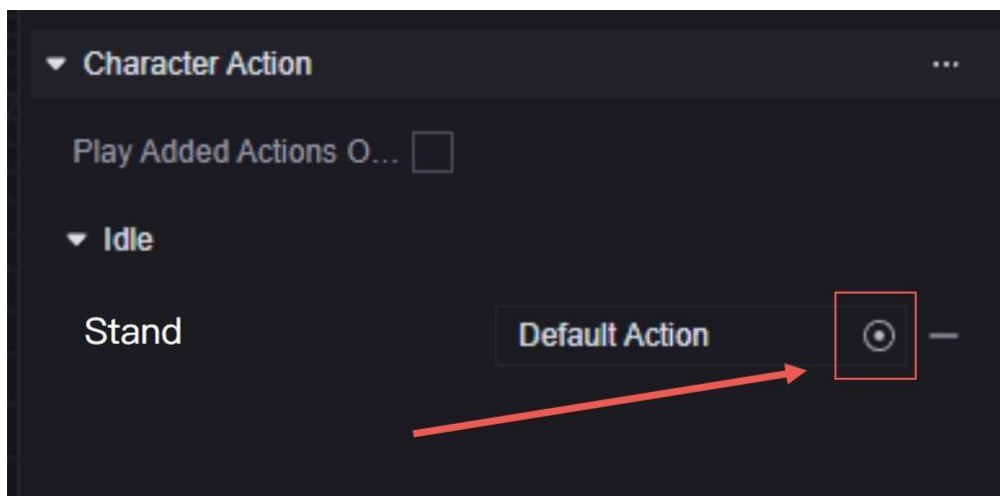 Character Action
Play Added Actions O...
Idle
Stand Default Action